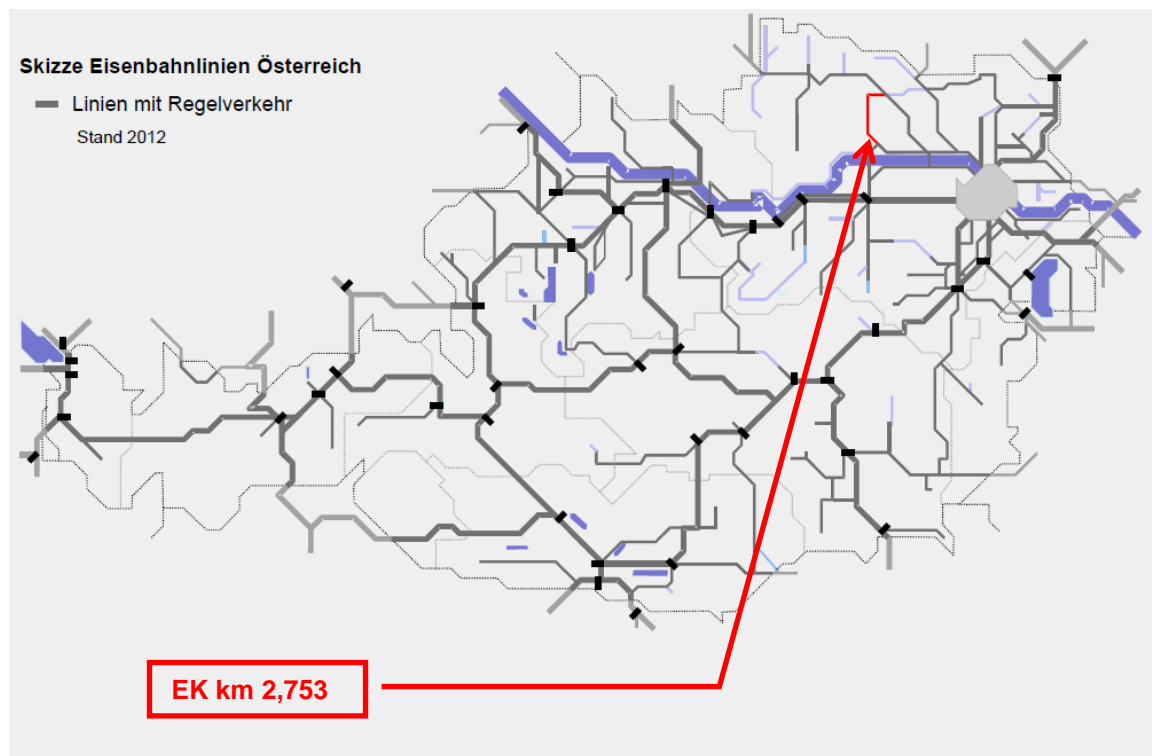 Skizze Eisenbahnlinien Österreich
Linien mit Regelverkehr
Stand 2012
EK km 2,753